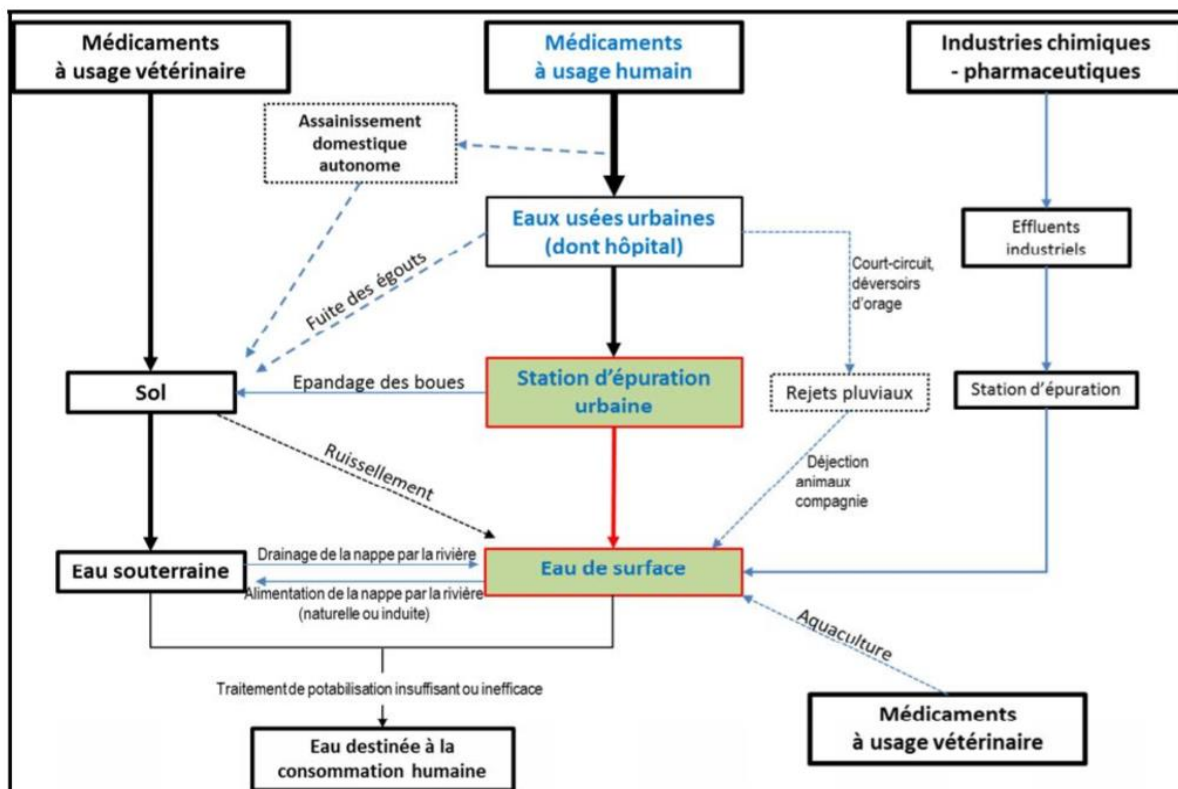 Médicaments
à usage vétérinaire
Médicaments
à usage humain
Industries chimiques
- pharmaceutiques
Assainissement
domestique
autonome
Eaux usées urbaines
(dont hôpital)
Effluents
industriels
Court-circuit,
déversoirs
d'orage
Fuite des égouts
Sol
Epandage des boues
Station d'épuration
urbaine
Rejets pluviaux
Station d'épuration
Ruissellement
Déjection
animaux
compagnie
Eau souterraine
Drainage de la nappe par la rivière
Alimentation de la nappe par la rivière
(naturelle ou induite)
Eau de surface
Aquaculture
Traitement de potabilisation insuffisant ou inefficace
Médicaments
à usage vétérinaire
Eau destinée à la
consommation humaine